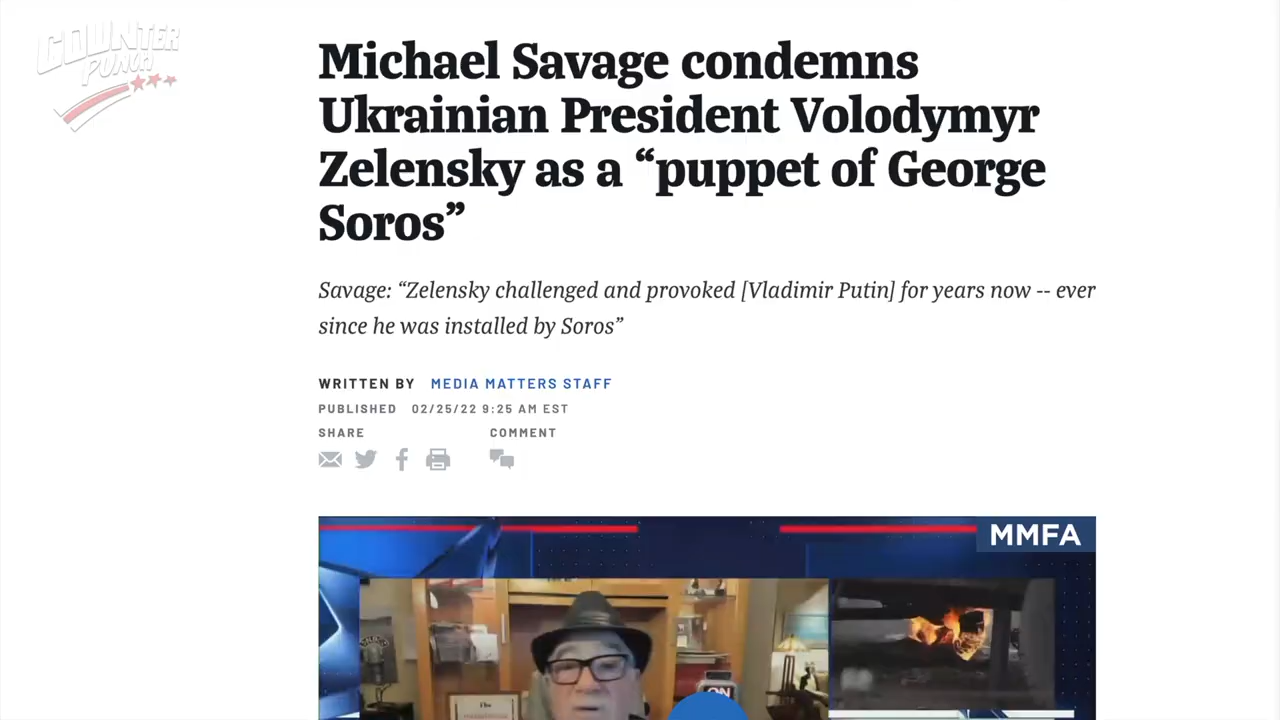 COUNTER
PUNCH
Michael Savage condemns
Ukrainian President Volodymyr
Zelensky as a “puppet of George
Soros”
Savage: “Zelensky challenged and provoked [Vladimir Putin] for years now -- ever
since he was installed by Soros”
WRITTEN BY MEDIA MATTERS STAFF
PUBLISHED 02/25/22 9:25 AM EST
SHARE COMMENT
MMFA
ON
The